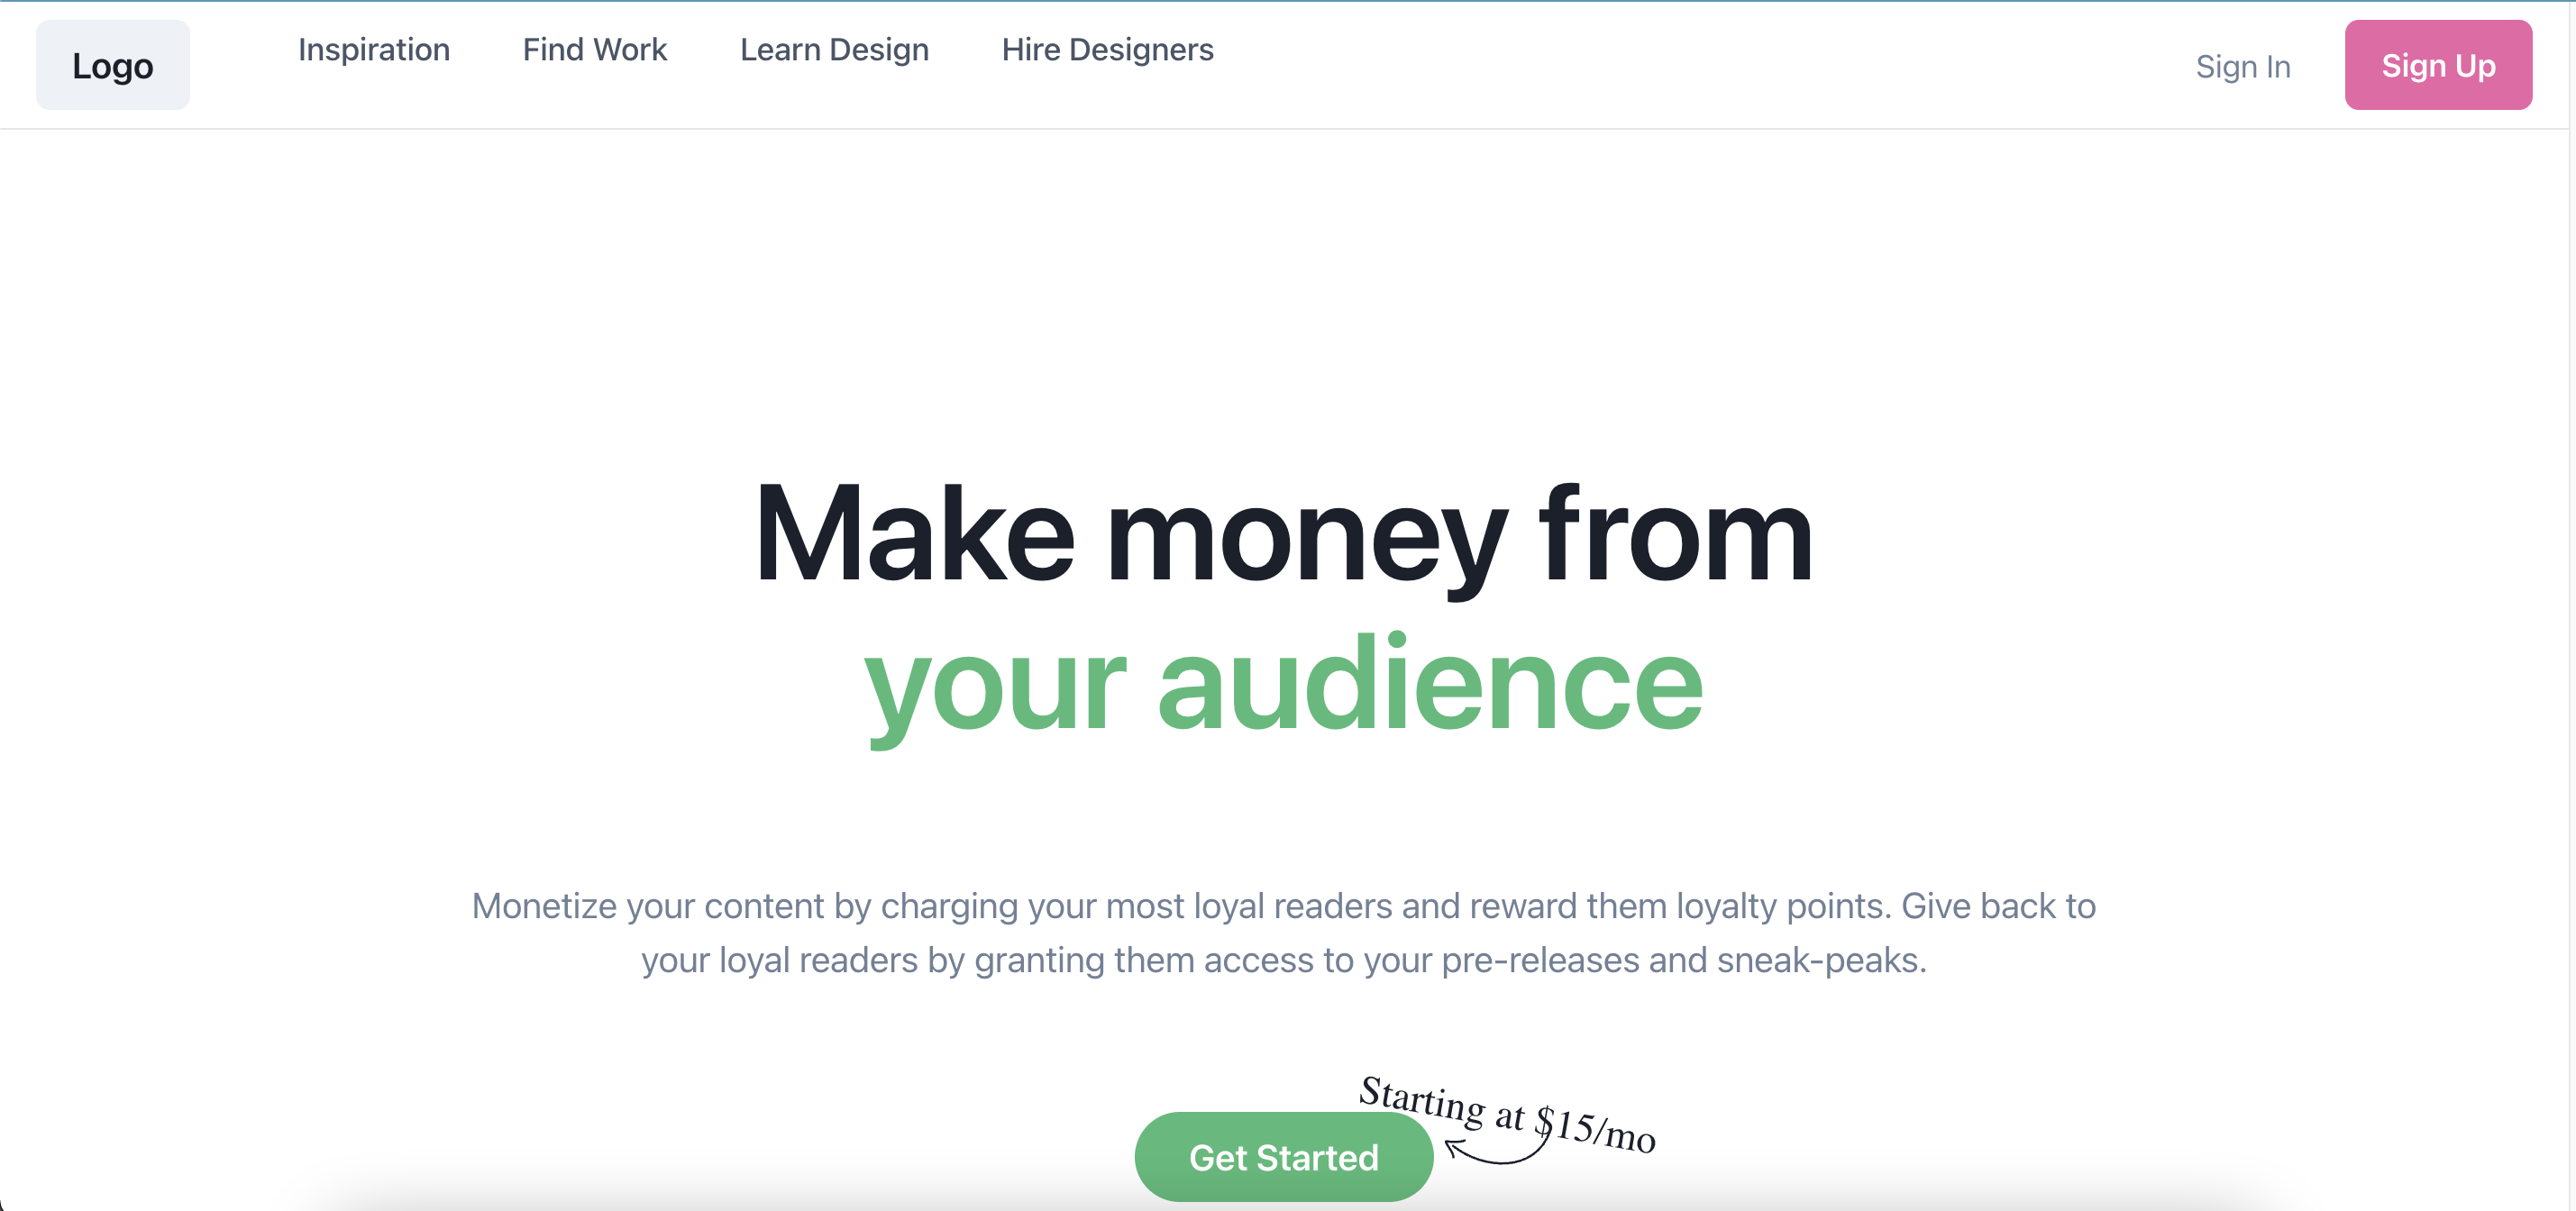 Logo
Inspiration
Find Work
Learn Design
Hire Designers
Sign In
Sign Up
Make money from
your audience
Monetize your content by charging your most loyal readers and reward them loyalty points. Give back to
your loyal readers by granting them access to your pre-releases and sneak-peaks.
Starting at $15/mo
Get Started